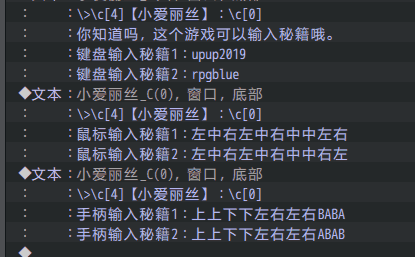 : :\>\c[4]【小爱丽丝】:\c[0]
: :你知道吗，这个游戏可以输入秘籍哦。
: :键盘输入秘籍1:upup2019
: :键盘输入秘籍2:rpgblue
◆文本:小爱丽丝_C(0), 窗口, 底部
: :\>\c[4]【小爱丽丝】:\c[0]
: :鼠标输入秘籍1:左中右左中右中中左右
: :鼠标输入秘籍2:左中右左中右中中右左
◆文本:小爱丽丝_C(0), 窗口, 底部
: :\>\c[4]【小爱丽丝】:\c[0]
: :手柄输入秘籍1:上上下下左右左右BABA
: :手柄输入秘籍2:上上下下左右左右ABAB
◆